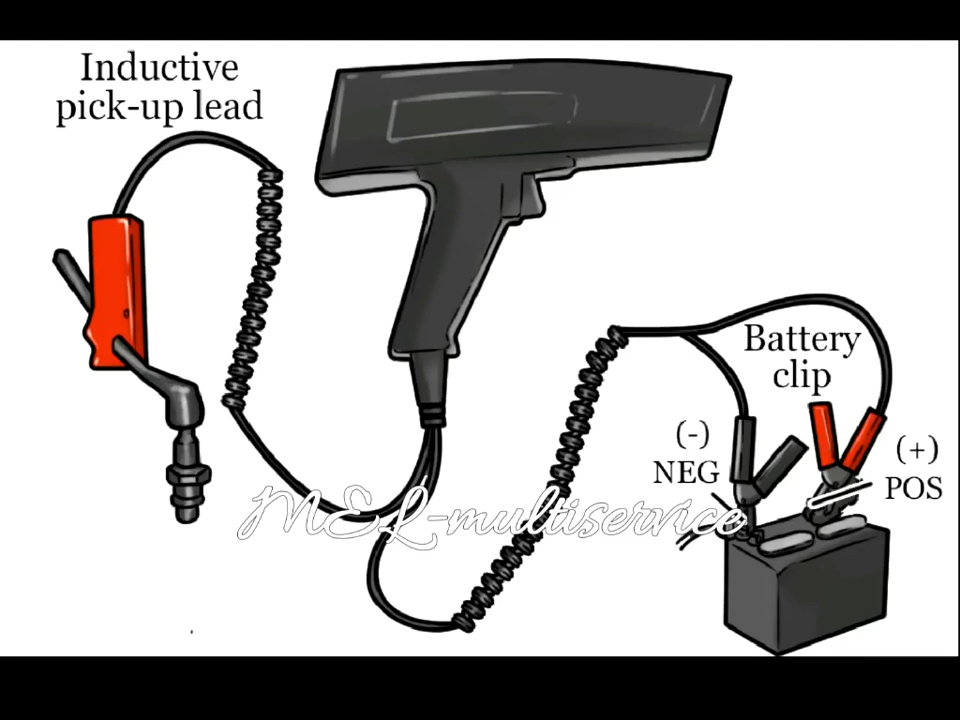 Inductive
pick-up lead
Battery
clip
(-)
NEG
(+)
POS
MEL-multiservice